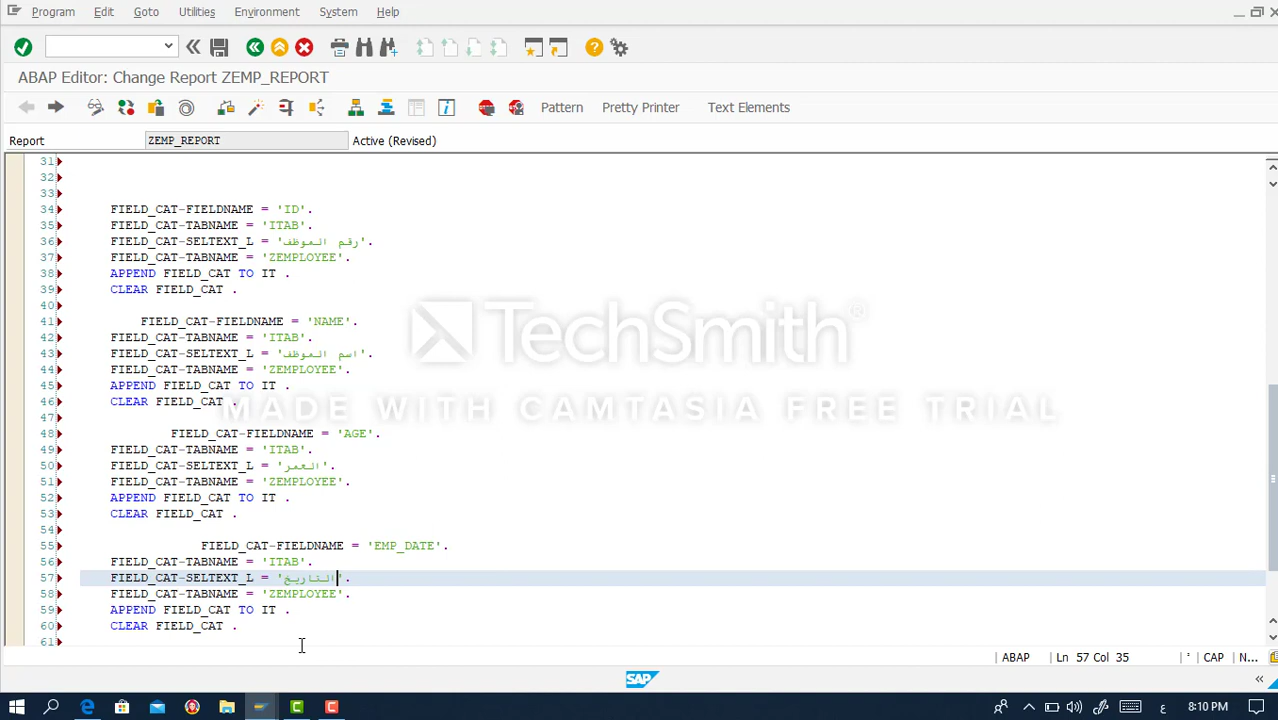 Program Edit Goto Utilities Environment System Help
ABAP Editor: Change Report ZEMP_REPORT
Pattern Pretty Printer Text Elements
Report ZEMP_REPORT Active (Revised)
31
32
33
34 FIELD_CAT-FIELDNAME = 'ID'.
35 FIELD_CAT-TABNAME = 'ITAB'.
36 FIELD_CAT-SELTEXT_L = 'رقم الموظف'.
37 FIELD_CAT-TABNAME = 'ZEMPLOYEE'.
38 APPEND FIELD_CAT TO IT .
39 CLEAR FIELD_CAT .
40
41 FIELD_CAT-FIELDNAME = 'NAME'.
42 FIELD_CAT-TABNAME = 'ITAB'.
43 FIELD_CAT-SELTEXT_L = 'اسم الموظف'.
44 FIELD_CAT-TABNAME = 'ZEMPLOYEE'.
45 APPEND FIELD_CAT TO IT .
46 CLEAR FIELD_CAT .
47
48 FIELD_CAT-FIELDNAME = 'AGE'.
49 FIELD_CAT-TABNAME = 'ITAB'.
50 FIELD_CAT-SELTEXT_L = 'العمر'.
51 FIELD_CAT-TABNAME = 'ZEMPLOYEE'.
52 APPEND FIELD_CAT TO IT .
53 CLEAR FIELD_CAT .
54
55 FIELD_CAT-FIELDNAME = 'EMP_DATE'.
56 FIELD_CAT-TABNAME = 'ITAB'.
57 FIELD_CAT-SELTEXT_L = 'التاريخ'.
58 FIELD_CAT-TABNAME = 'ZEMPLOYEE'.
59 APPEND FIELD_CAT TO IT .
60 CLEAR FIELD_CAT .
61
TechSmith®
MADE WITH CAMTASIA FREE TRIAL
ABAP Ln 57 Col 35 CAP N...
SAP
ع 8:10 PM